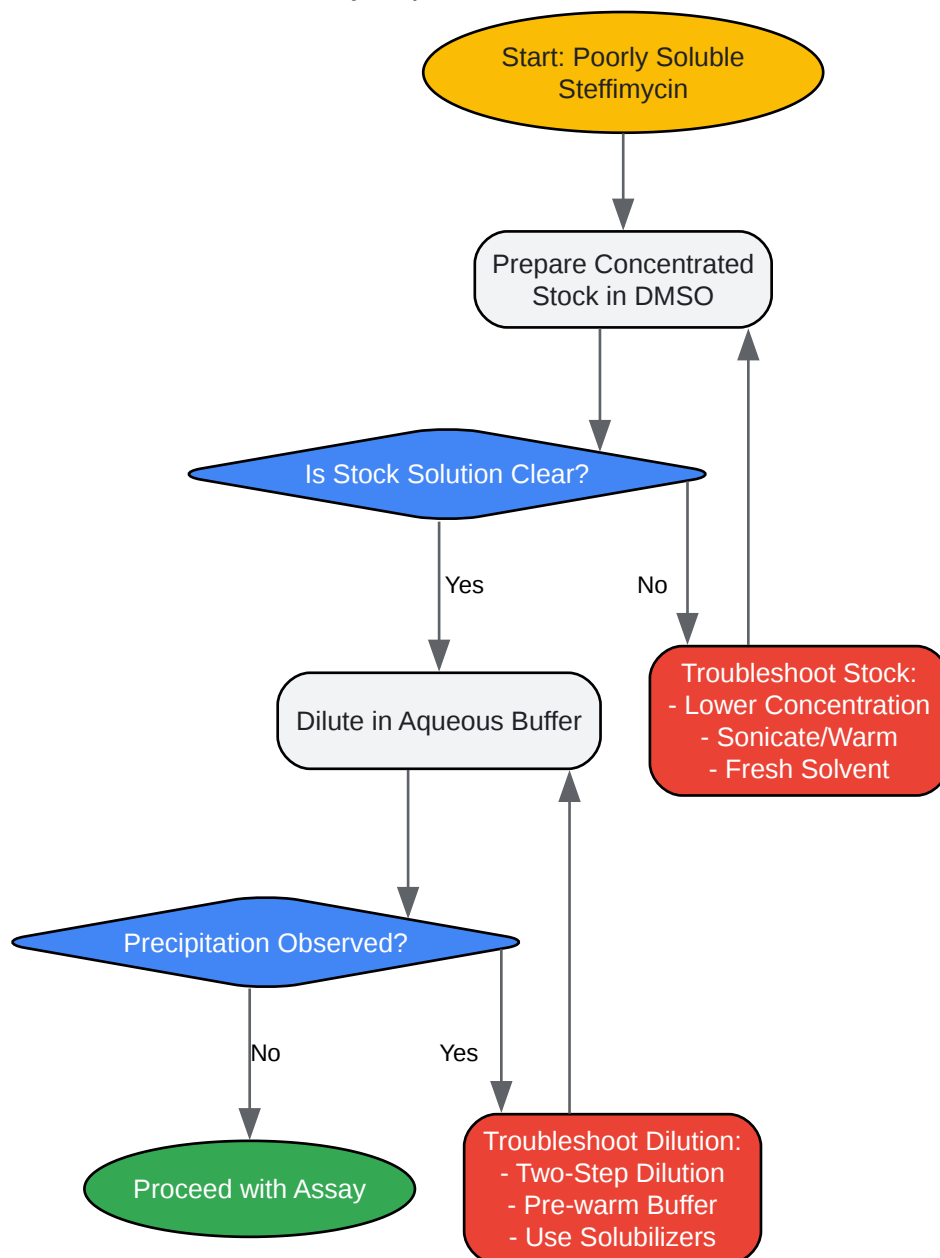 Start: Poorly Soluble
Steffimycin
Prepare Concentrated
Stock in DMSO
Is Stock Solution Clear?
Yes
No
Troubleshoot Stock:
- Lower Concentration
- Sonicate/Warm
- Fresh Solvent
Dilute in Aqueous Buffer
Precipitation Observed?
No
Yes
Proceed with Assay
Troubleshoot Dilution:
- Two-Step Dilution
- Pre-warm Buffer
- Use Solubilizers